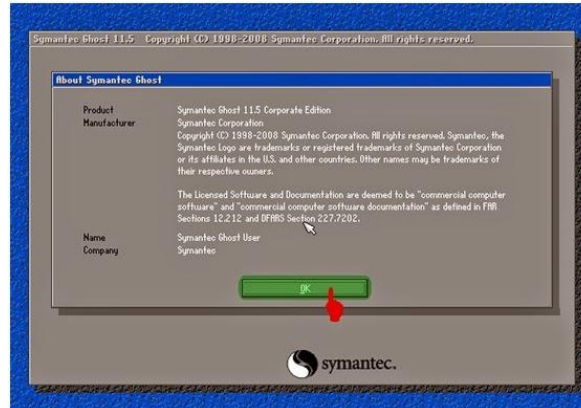 Symantec Ghost 11.5 Copyright (C) 1998-2008 Symantec Corporation. All rights reserved.
About Symantec Ghost
Product Symantec Ghost 11.5 Corporate Edition
Manufacturer Symantec Corporation
Copyright (C) 1998-2008 Symantec Corporation. All rights reserved. Symantec, the
Symantec Logo are trademarks or registered trademarks of Symantec Corporation
or its affiliates in the U.S. and other countries. Other names may be trademarks of
their respective owners.
The Licensed Software and Documentation are deemed to be "commercial computer
software" and "commercial computer software documentation" as defined in FAR
Sections 12.212 and DFARS Section 227.7202.
Name Symantec Ghost User
Company Symantec
OK
symantec.